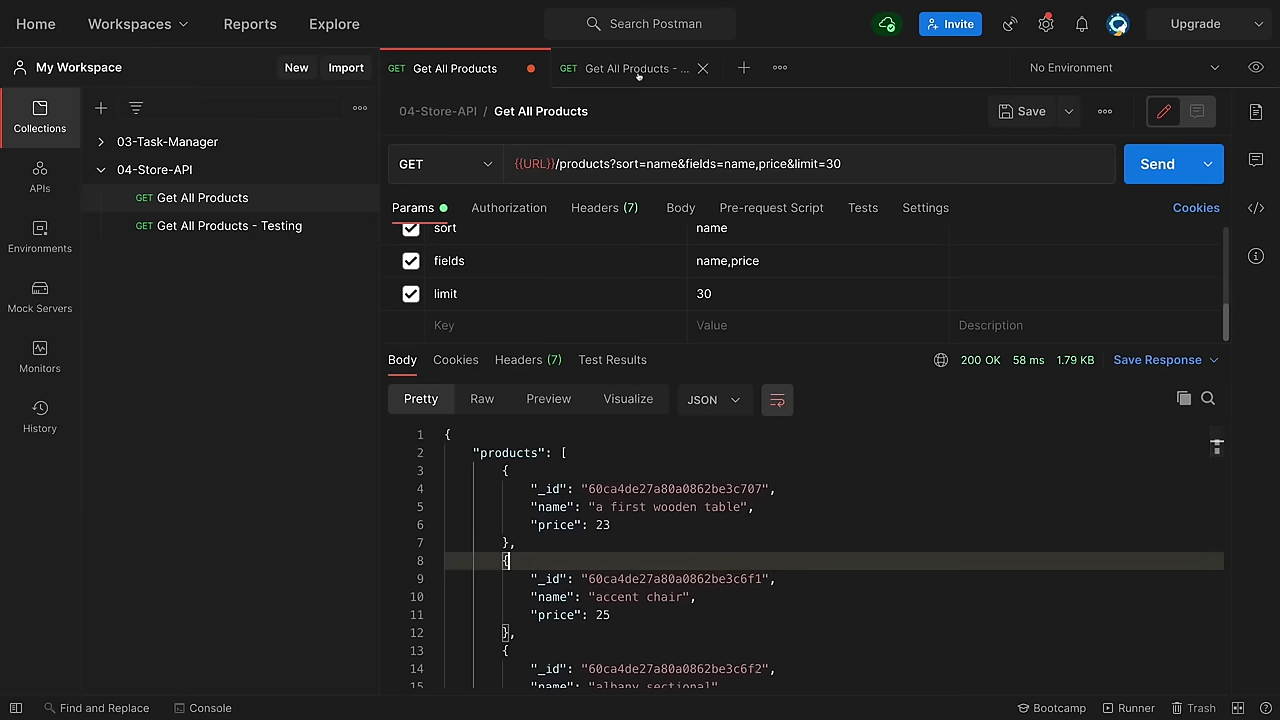 Home Workspaces Reports Explore Search Postman Invite Upgrade
My Workspace New Import GET Get All Products GET Get All Products - ... No Environment
Collections
APIs
Environments
Mock Servers
Monitors
History
03-Task-Manager
04-Store-API
GET Get All Products
GET Get All Products - Testing
04-Store-API / Get All Products Save
GET {{URL}}/products?sort=name&fields=name,price&limit=30 Send
Params Authorization Headers (7) Body Pre-request Script Tests Settings Cookies
sort name
fields name,price
limit 30
Key Value Description
Body Cookies Headers (7) Test Results 200 OK 58 ms 1.79 KB Save Response
Pretty Raw Preview Visualize JSON
1 {
2 "products": [
3 {
4 "_id": "60ca4de27a80a0862be3c707",
5 "name": "a first wooden table",
6 "price": 23
7 },
8 {
9 "_id": "60ca4de27a80a0862be3c6f1",
10 "name": "accent chair",
11 "price": 25
12 },
13 {
14 "_id": "60ca4de27a80a0862be3c6f2",
15 "name": "albany sectional"
Find and Replace Console Bootcamp Runner Trash